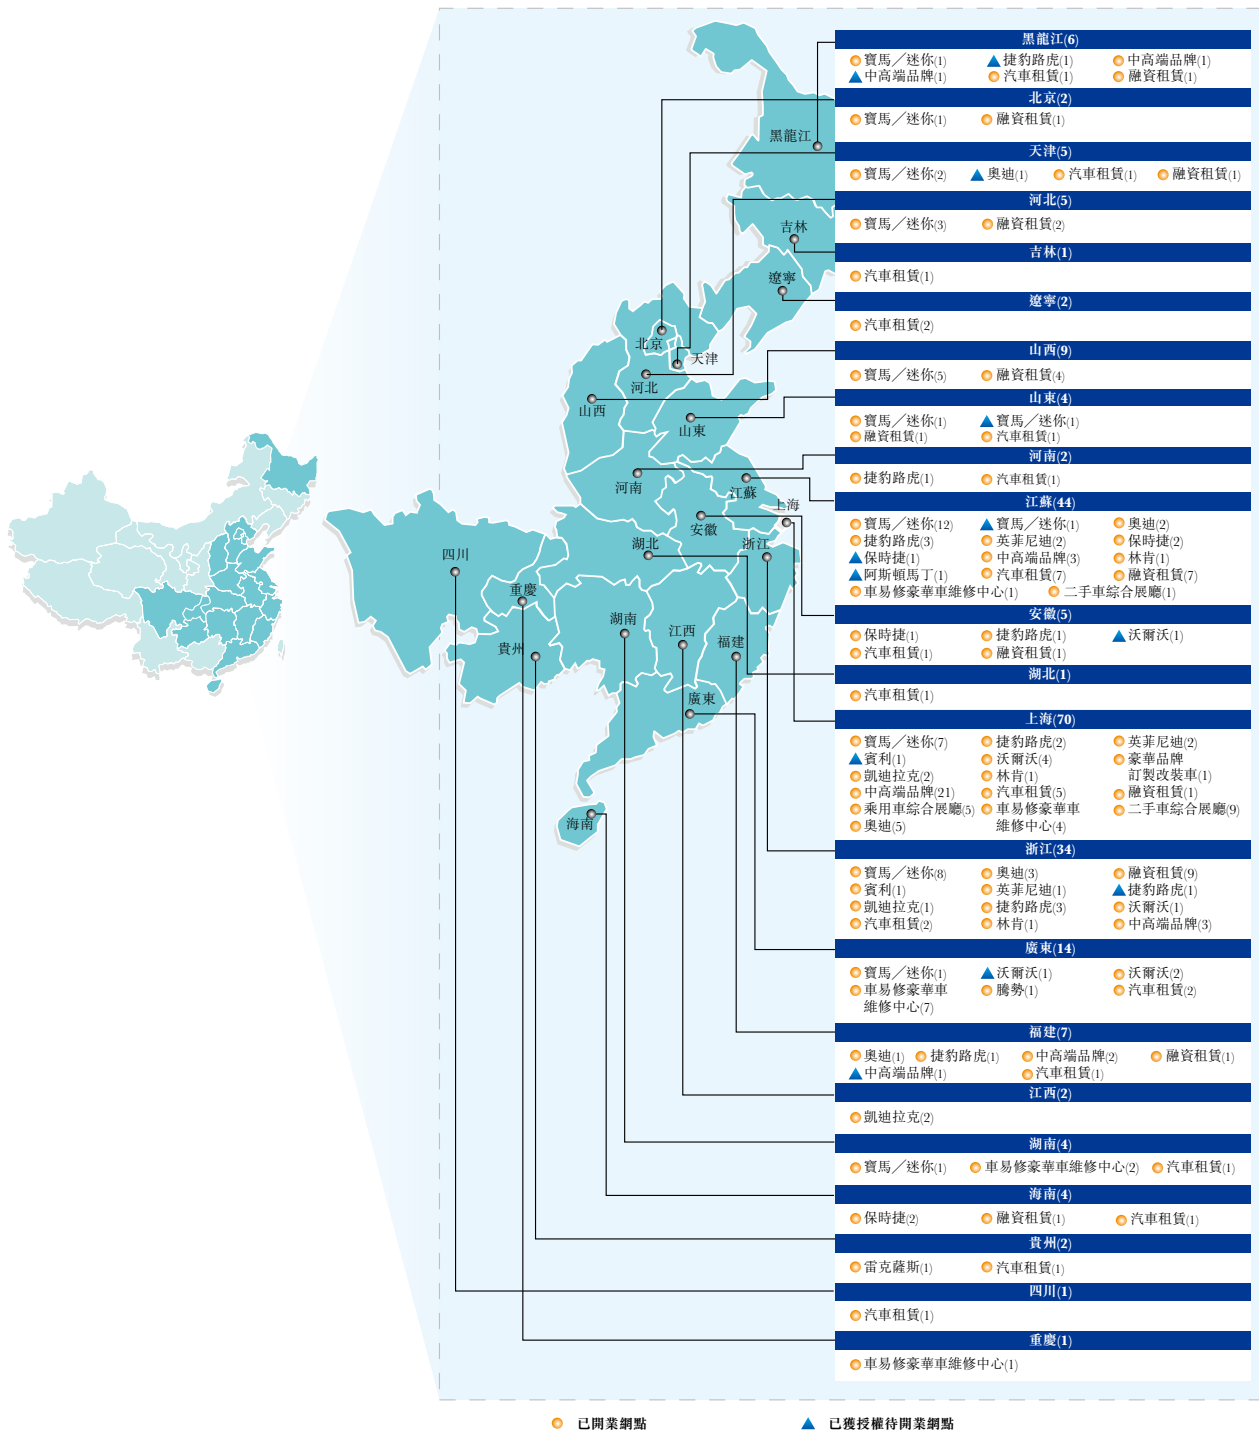 黑龍江(6)
寶馬／迷你(1) 捷豹路虎(1) 中高端品牌(1)
中高端品牌(1) 汽車租賃(1) 融資租賃(1)
北京(2)
寶馬／迷你(1) 融資租賃(1)
天津(5)
寶馬／迷你(2) 奧迪(1) 汽車租賃(1) 融資租賃(1)
河北(5)
寶馬／迷你(3) 融資租賃(2)
吉林(1)
汽車租賃(1)
遼寧(2)
汽車租賃(2)
山西(9)
寶馬／迷你(5) 融資租賃(4)
山東(4)
寶馬／迷你(1) 寶馬／迷你(1)
融資租賃(1) 汽車租賃(1)
河南(2)
捷豹路虎(1) 汽車租賃(1)
江蘇(44)
寶馬／迷你(12) 寶馬／迷你(1) 奧迪(2)
捷豹路虎(3) 英菲尼迪(2) 保時捷(2)
保時捷(1) 中高端品牌(3) 林肯(1)
阿斯頓馬丁(1) 汽車租賃(7) 融資租賃(7)
車易修豪華車維修中心(1) 二手車綜合展廳(1)
安徽(5)
保時捷(1) 捷豹路虎(1) 沃爾沃(1)
汽車租賃(1) 融資租賃(1)
湖北(1)
汽車租賃(1)
上海(70)
寶馬／迷你(7) 捷豹路虎(2) 英菲尼迪(2)
賓利(1) 沃爾沃(4) 豪華品牌
凱迪拉克(2) 林肯(1) 訂製改裝車(1)
中高端品牌(21) 汽車租賃(5) 融資租賃(1)
乘用車綜合展廳(5) 車易修豪華車 二手車綜合展廳(9)
奧迪(5) 維修中心(4)
浙江(34)
寶馬／迷你(8) 奧迪(3) 融資租賃(9)
賓利(1) 英菲尼迪(1) 捷豹路虎(1)
凱迪拉克(1) 捷豹路虎(3) 沃爾沃(1)
汽車租賃(2) 林肯(1) 中高端品牌(3)
廣東(14)
寶馬／迷你(1) 沃爾沃(1) 沃爾沃(2)
車易修豪華車 騰勢(1) 汽車租賃(2)
維修中心(7)
福建(7)
奧迪(1) 捷豹路虎(1) 中高端品牌(2) 融資租賃(1)
中高端品牌(1) 汽車租賃(1)
江西(2)
凱迪拉克(2)
湖南(4)
寶馬／迷你(1) 車易修豪華車維修中心(2) 汽車租賃(1)
海南(4)
保時捷(2) 融資租賃(1) 汽車租賃(1)
貴州(2)
雷克薩斯(1) 汽車租賃(1)
四川(1)
汽車租賃(1)
重慶(1)
車易修豪華車維修中心(1)
黑龍江
吉林
遼寧
北京
天津
河北
山西
山東
河南
江蘇
上海
安徽
湖北
浙江
四川
重慶
湖南
江西
福建
貴州
廣東
海南
已開業網點 已獲授權待開業網點